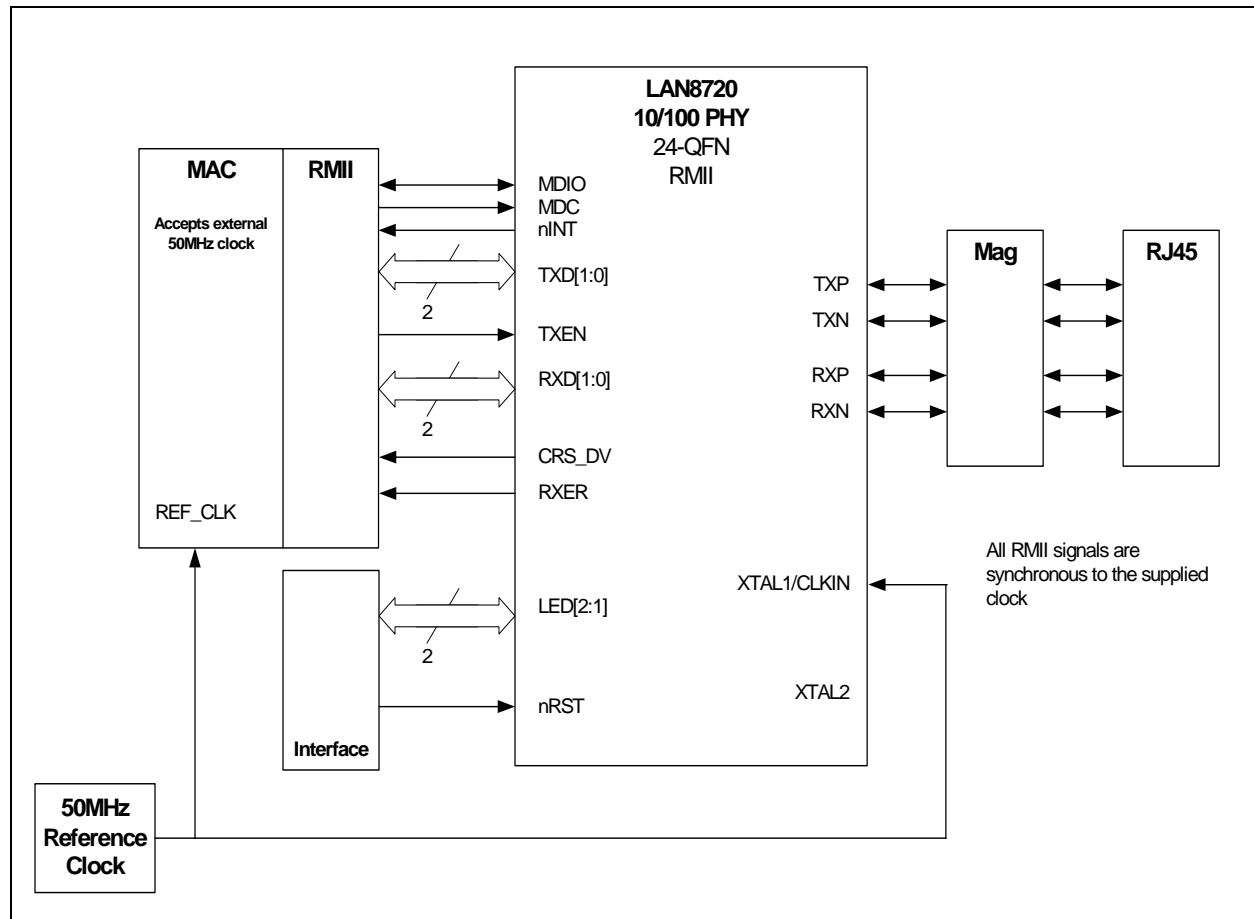 LAN8720
10/100 PHY
24-QFN
RMII
MAC
RMII
Accepts external
50MHz clock
REF_CLK
MDIO
MDC
nINT
TXD[1:0]
2
TXEN
RXD[1:0]
2
CRS_DV
RXER
LED[2:1]
2
nRST
Interface
TXP
TXN
RXP
RXN
XTAL1/CLKIN
XTAL2
Mag
RJ45
All RMII signals are
synchronous to the supplied
clock
50MHz
Reference
Clock